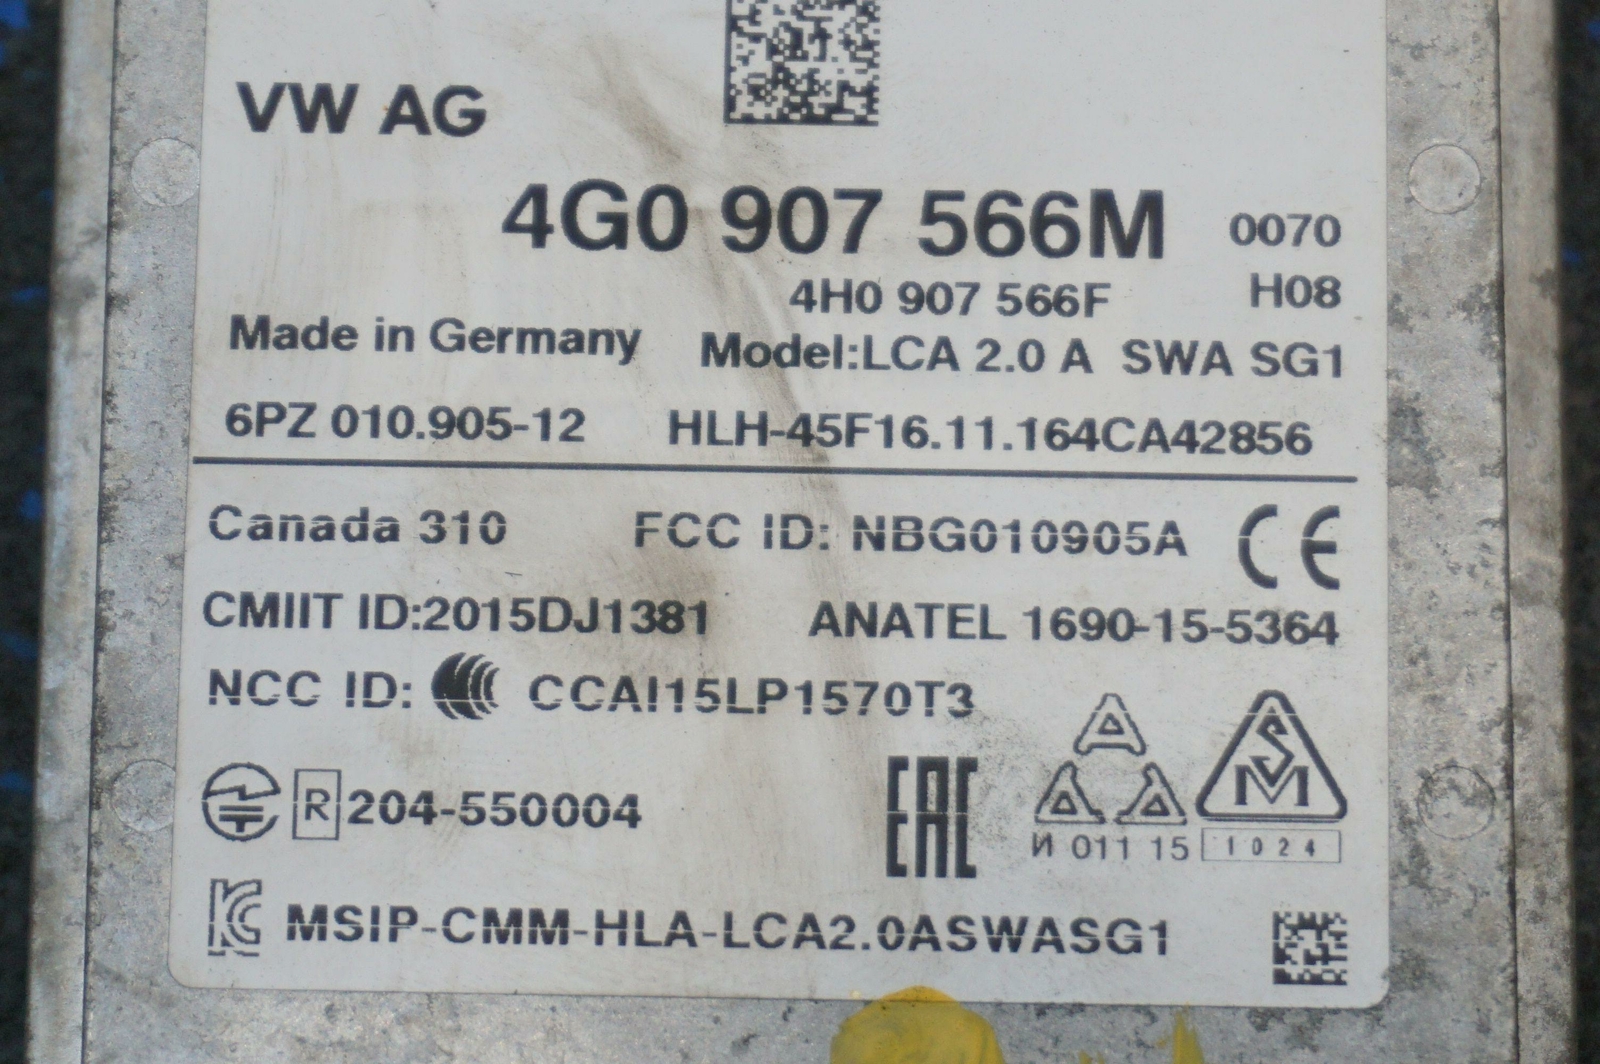 VW AG
4G0 907 566M 0070
4H0 907 566F H08
Made in Germany Model:LCA 2.0 A SWA SG1
6PZ 010.905-12 HLH-45F16.11.164CA42856
Canada 310 FCC ID: NBG010905A CE
CMIIT ID:2015DJ1381 ANATEL 1690-15-5364
NCC ID: CCAI15LP1570T3
R 204-550004 EAC И 011 15 SM 1024
KC MSIP-CMM-HLA-LCA2.0ASWASG1